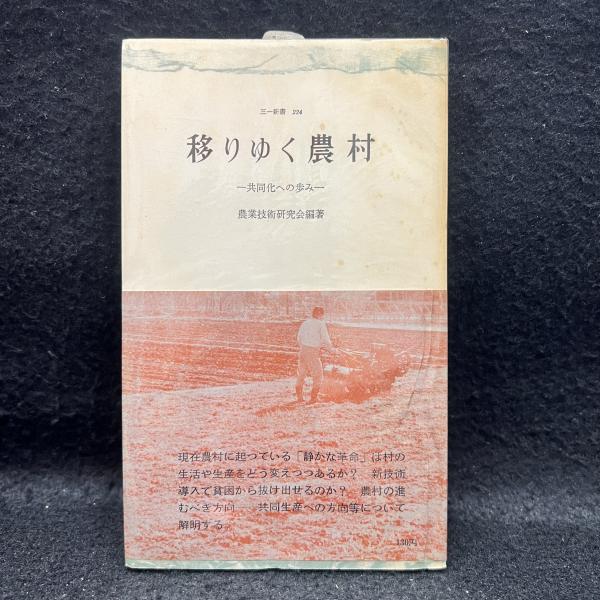 三一新書 224
移りゆく農村
―共同化への歩み―
農業技術研究会編著
現在農村に起つている「静かな革命」は村の
生活や生産をどう変えつつあるか？ 新技術
導入で貧困から抜け出せるのか？ 農村の進
むべき方向――共同生産への方向等について
解明する。
130円